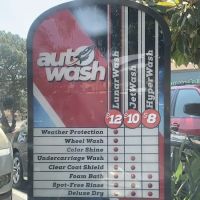 auto
wash
LunarWash
JetWash
HyperWash
$12 $10 $8
Weather Protection
Wheel Wash
Color Shine
Undercarriage Wash
Clear Coat Shield
Foam Bath
Spot-Free Rinse
Deluxe Dry